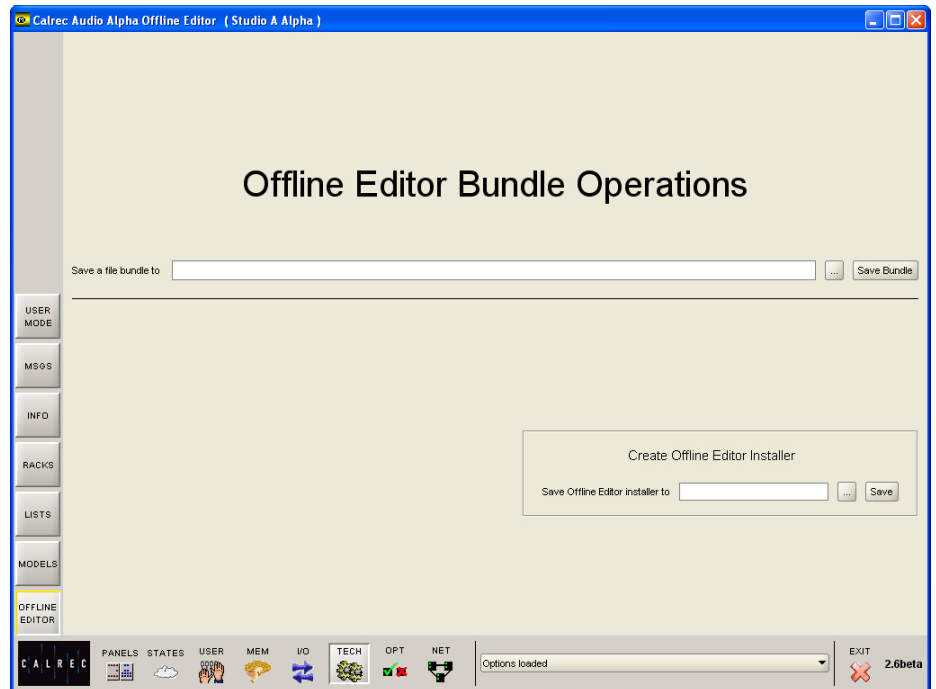 Calrec Audio Alpha Offline Editor ( Studio A Alpha )
Offline Editor Bundle Operations
Save a file bundle to
...
Save Bundle
USER
MODE
MSGS
INFO
RACKS
LISTS
MODELS
OFFLINE
EDITOR
Create Offline Editor Installer
Save Offline Editor installer to
...
Save
CALREC
PANELS
STATES
USER
MEM
I/O
TECH
OPT
NET
Options loaded
EXIT
2.6beta